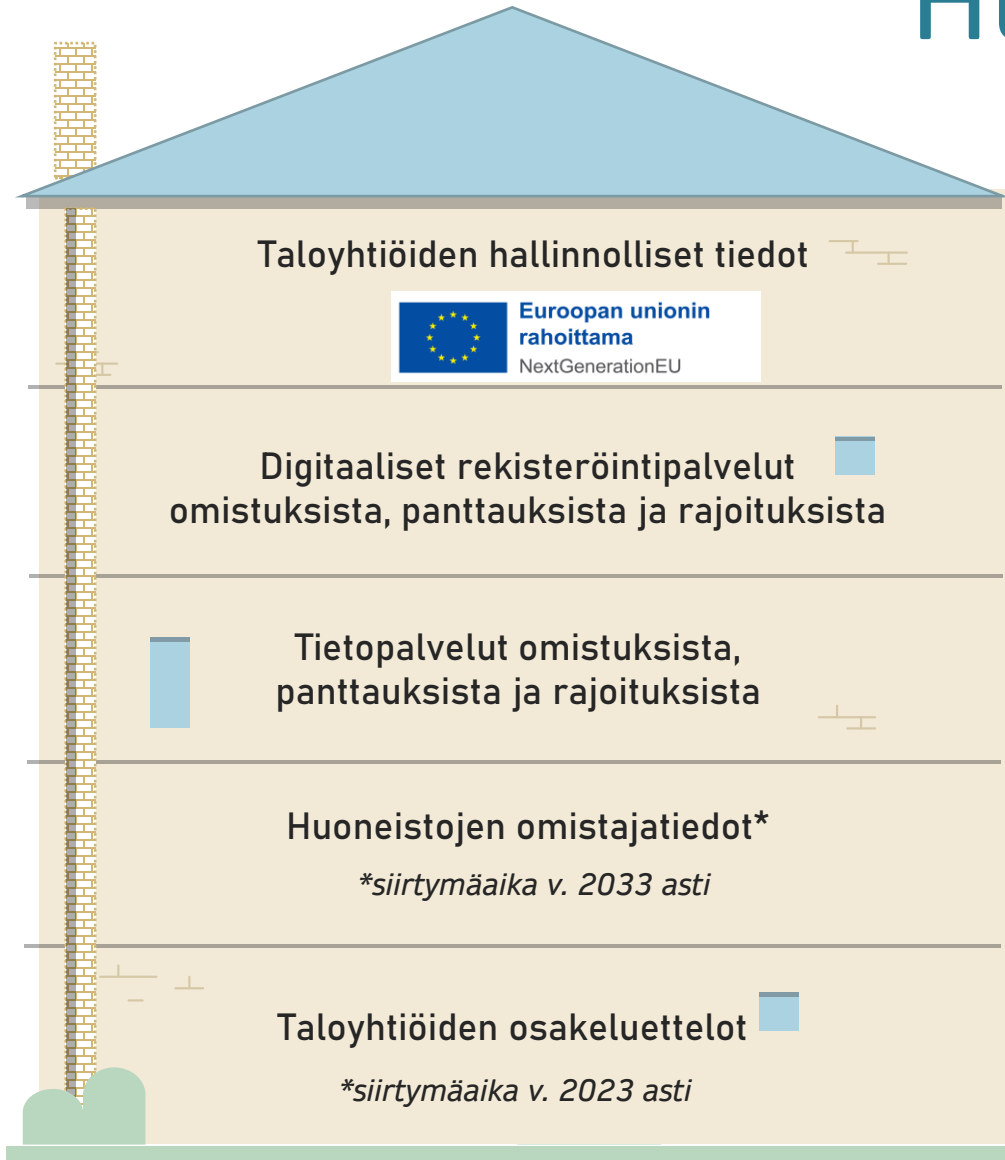 Taloyhtiöiden hallinnolliset tiedot
Euroopan unionin
rahoittama
NextGenerationEU
Digitaaliset rekisteröintipalvelut
omistuksista, panttauksista ja rajoituksista
Tietopalvelut omistuksista,
panttauksista ja rajoituksista
Huoneistojen omistajatiedot*
*siirtymäaika v. 2033 asti
Taloyhtiöiden osakeluettelot
*siirtymäaika v. 2023 asti